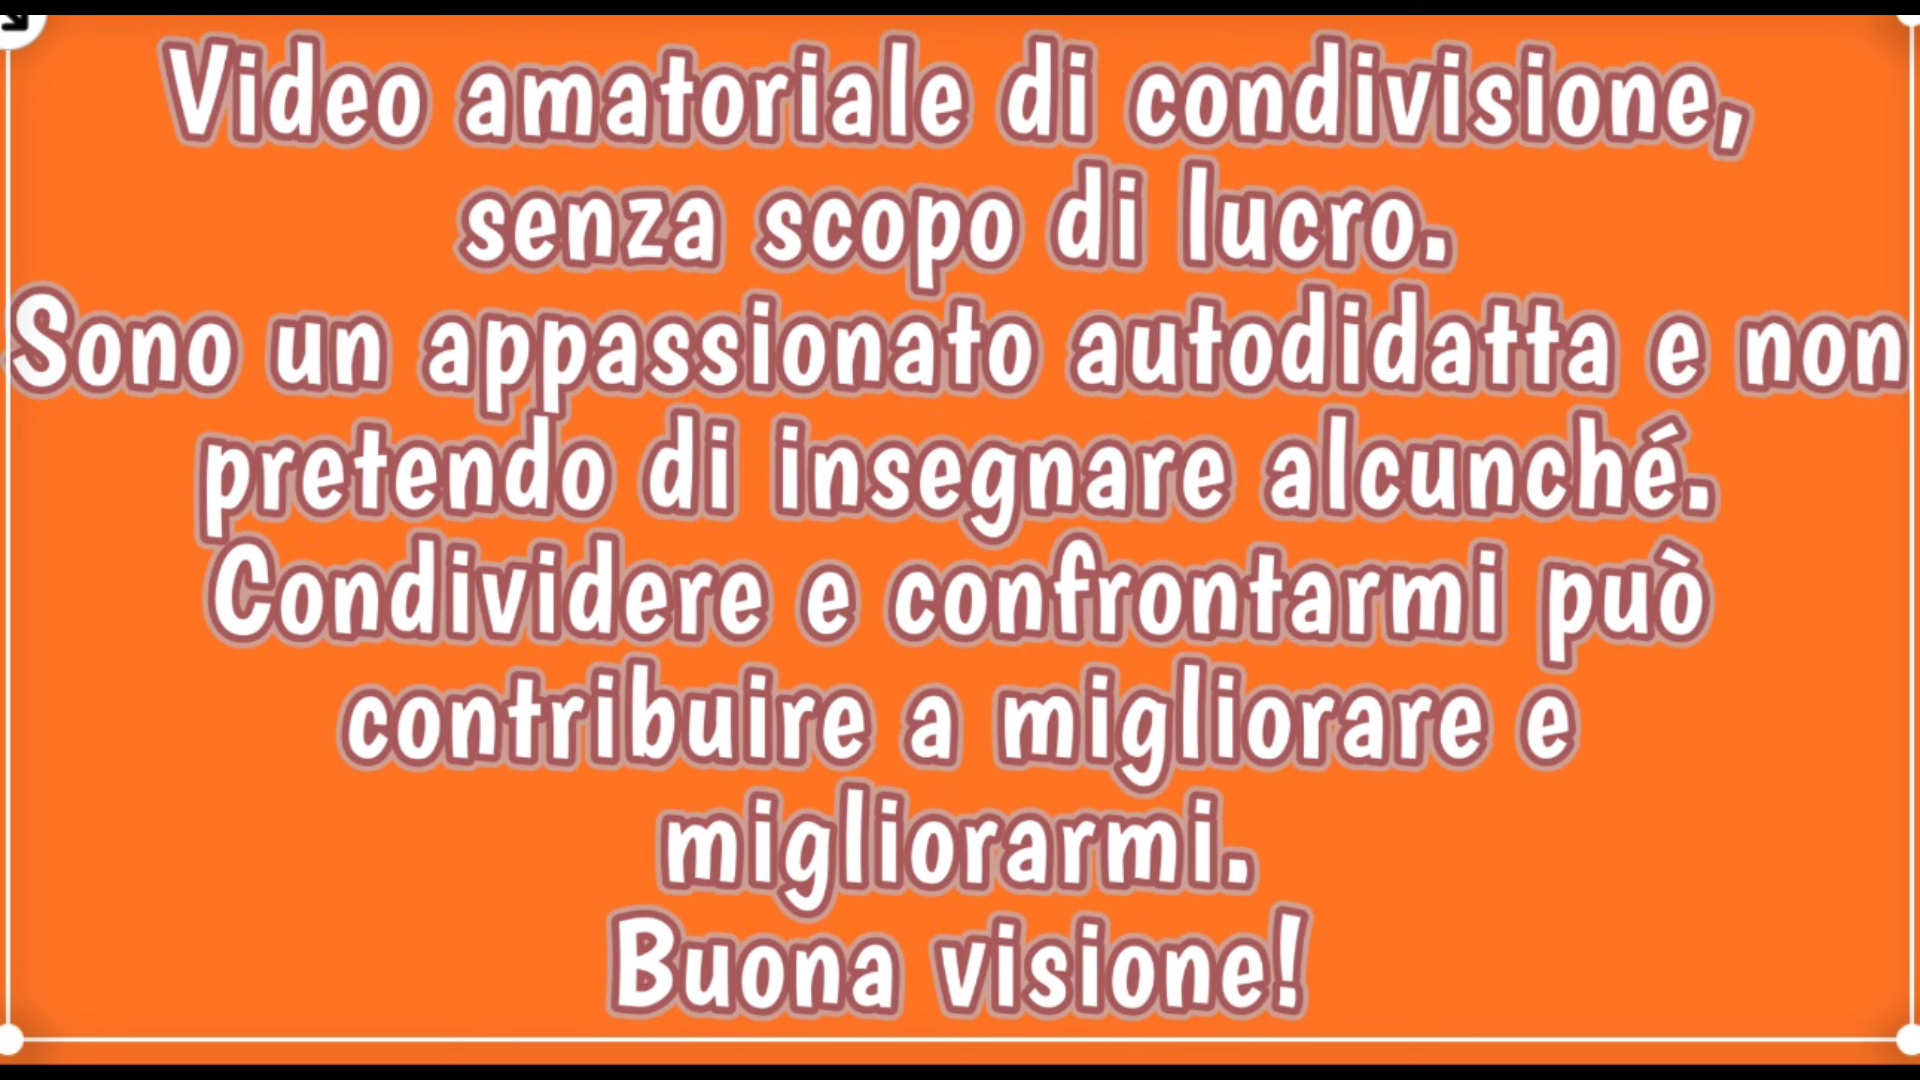 Video amatoriale di condivisione,
senza scopo di lucro.
Sono un appassionato autodidatta e non
pretendo di insegnare alcunché.
Condividere e confrontarmi può
contribuire a migliorare e
migliorarmi.
Buona visione!